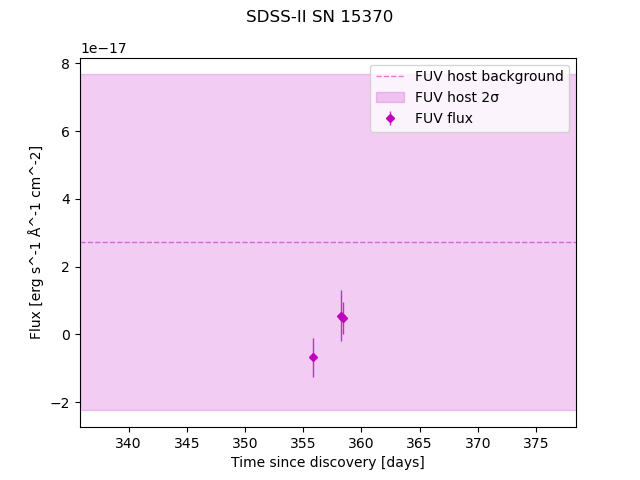 SDSS-II SN 15370
1e−17
FUV host background
FUV host 2σ
FUV flux
8
6
4
2
0
−2
Flux [erg s^-1 Å^-1 cm^-2]
340
345
350
355
360
365
370
375
Time since discovery [days]